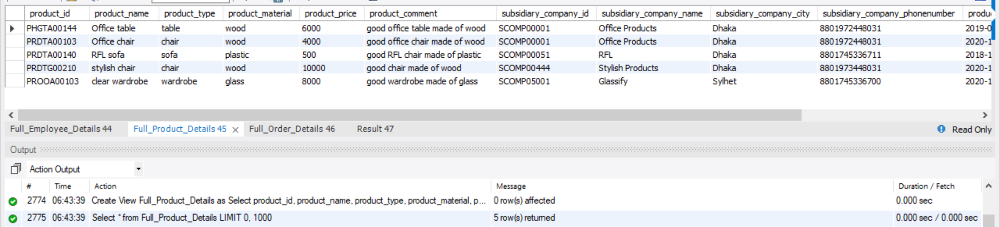 product_id product_name product_type product_material product_price product_comment subsidiary_company_id subsidiary_company_name subsidiary_company_city subsidiary_company_phonenumber produ
PHGTA00144 Office table table wood 6000 good office table made of wood SCOMP00001 Office Products Dhaka 8801972448031 2019-0
PRDTA00103 Office chair chair wood 4000 good office chair made of wood SCOMP00001 Office Products Dhaka 8801972448031 2020-1
PRDTA00140 RFL sofa sofa plastic 500 good RFL chair made of plastic SCOMP00051 RFL Dhaka 8801745336711 2018-1
PRDTG00210 stylish chair chair wood 10000 good chair made of wood SCOMP00444 Stylish Products Dhaka 8801973448031 2020-1
PROOA00103 clear wardrobe wardrobe glass 8000 good wardrobe made of glass SCOMP05001 Glassify Sylhet 8801745336700 2020-1
Full_Employee_Details 44 Full_Product_Details 45 Full_Order_Details 46 Result 47 Read Only
Output
Action Output
# Time Action Message Duration / Fetch
2774 06:43:39 Create View Full_Product_Details as Select product_id, product_name, product_type, product_material, p... 0 row(s) affected 0.000 sec
2775 06:43:39 Select * from Full_Product_Details LIMIT 0, 1000 5 row(s) returned 0.000 sec / 0.000 sec